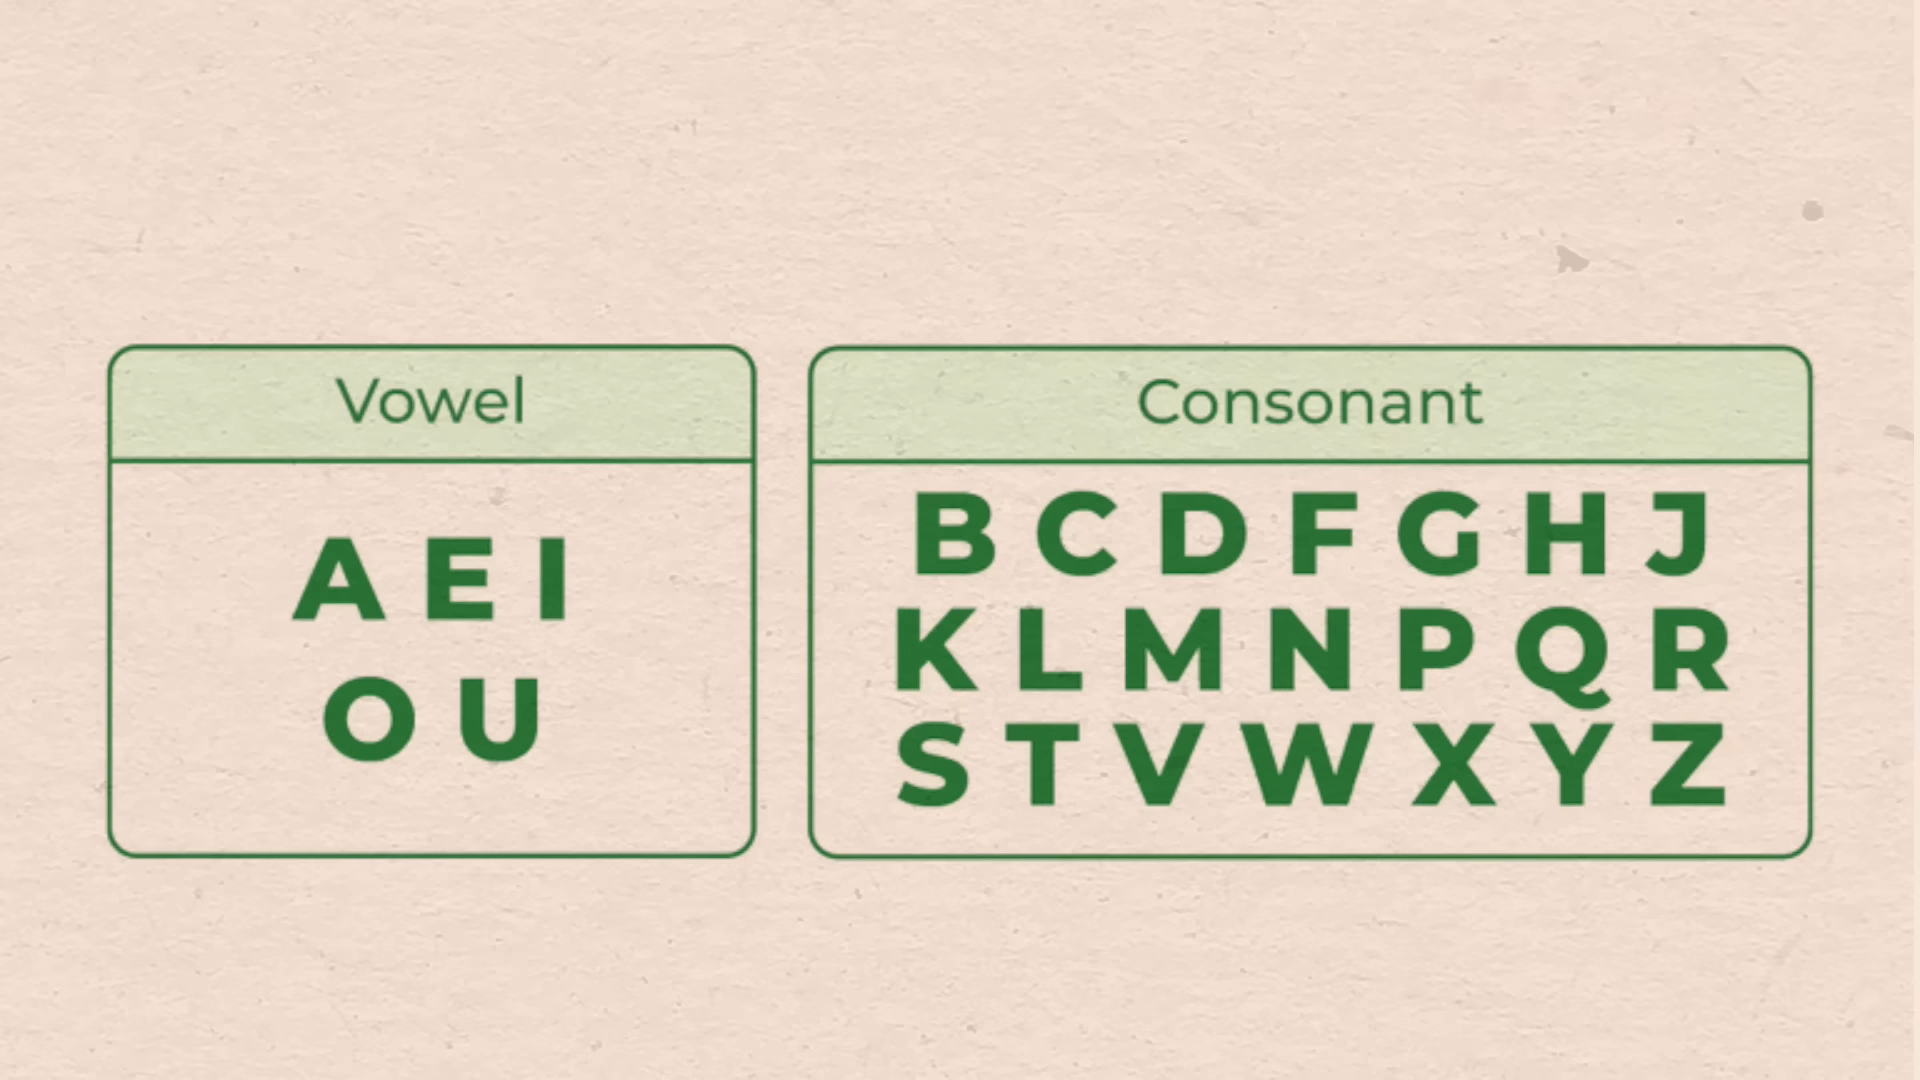 Vowel
A E I
O U
Consonant
B C D F G H J
K L M N P Q R
S T V W X Y Z